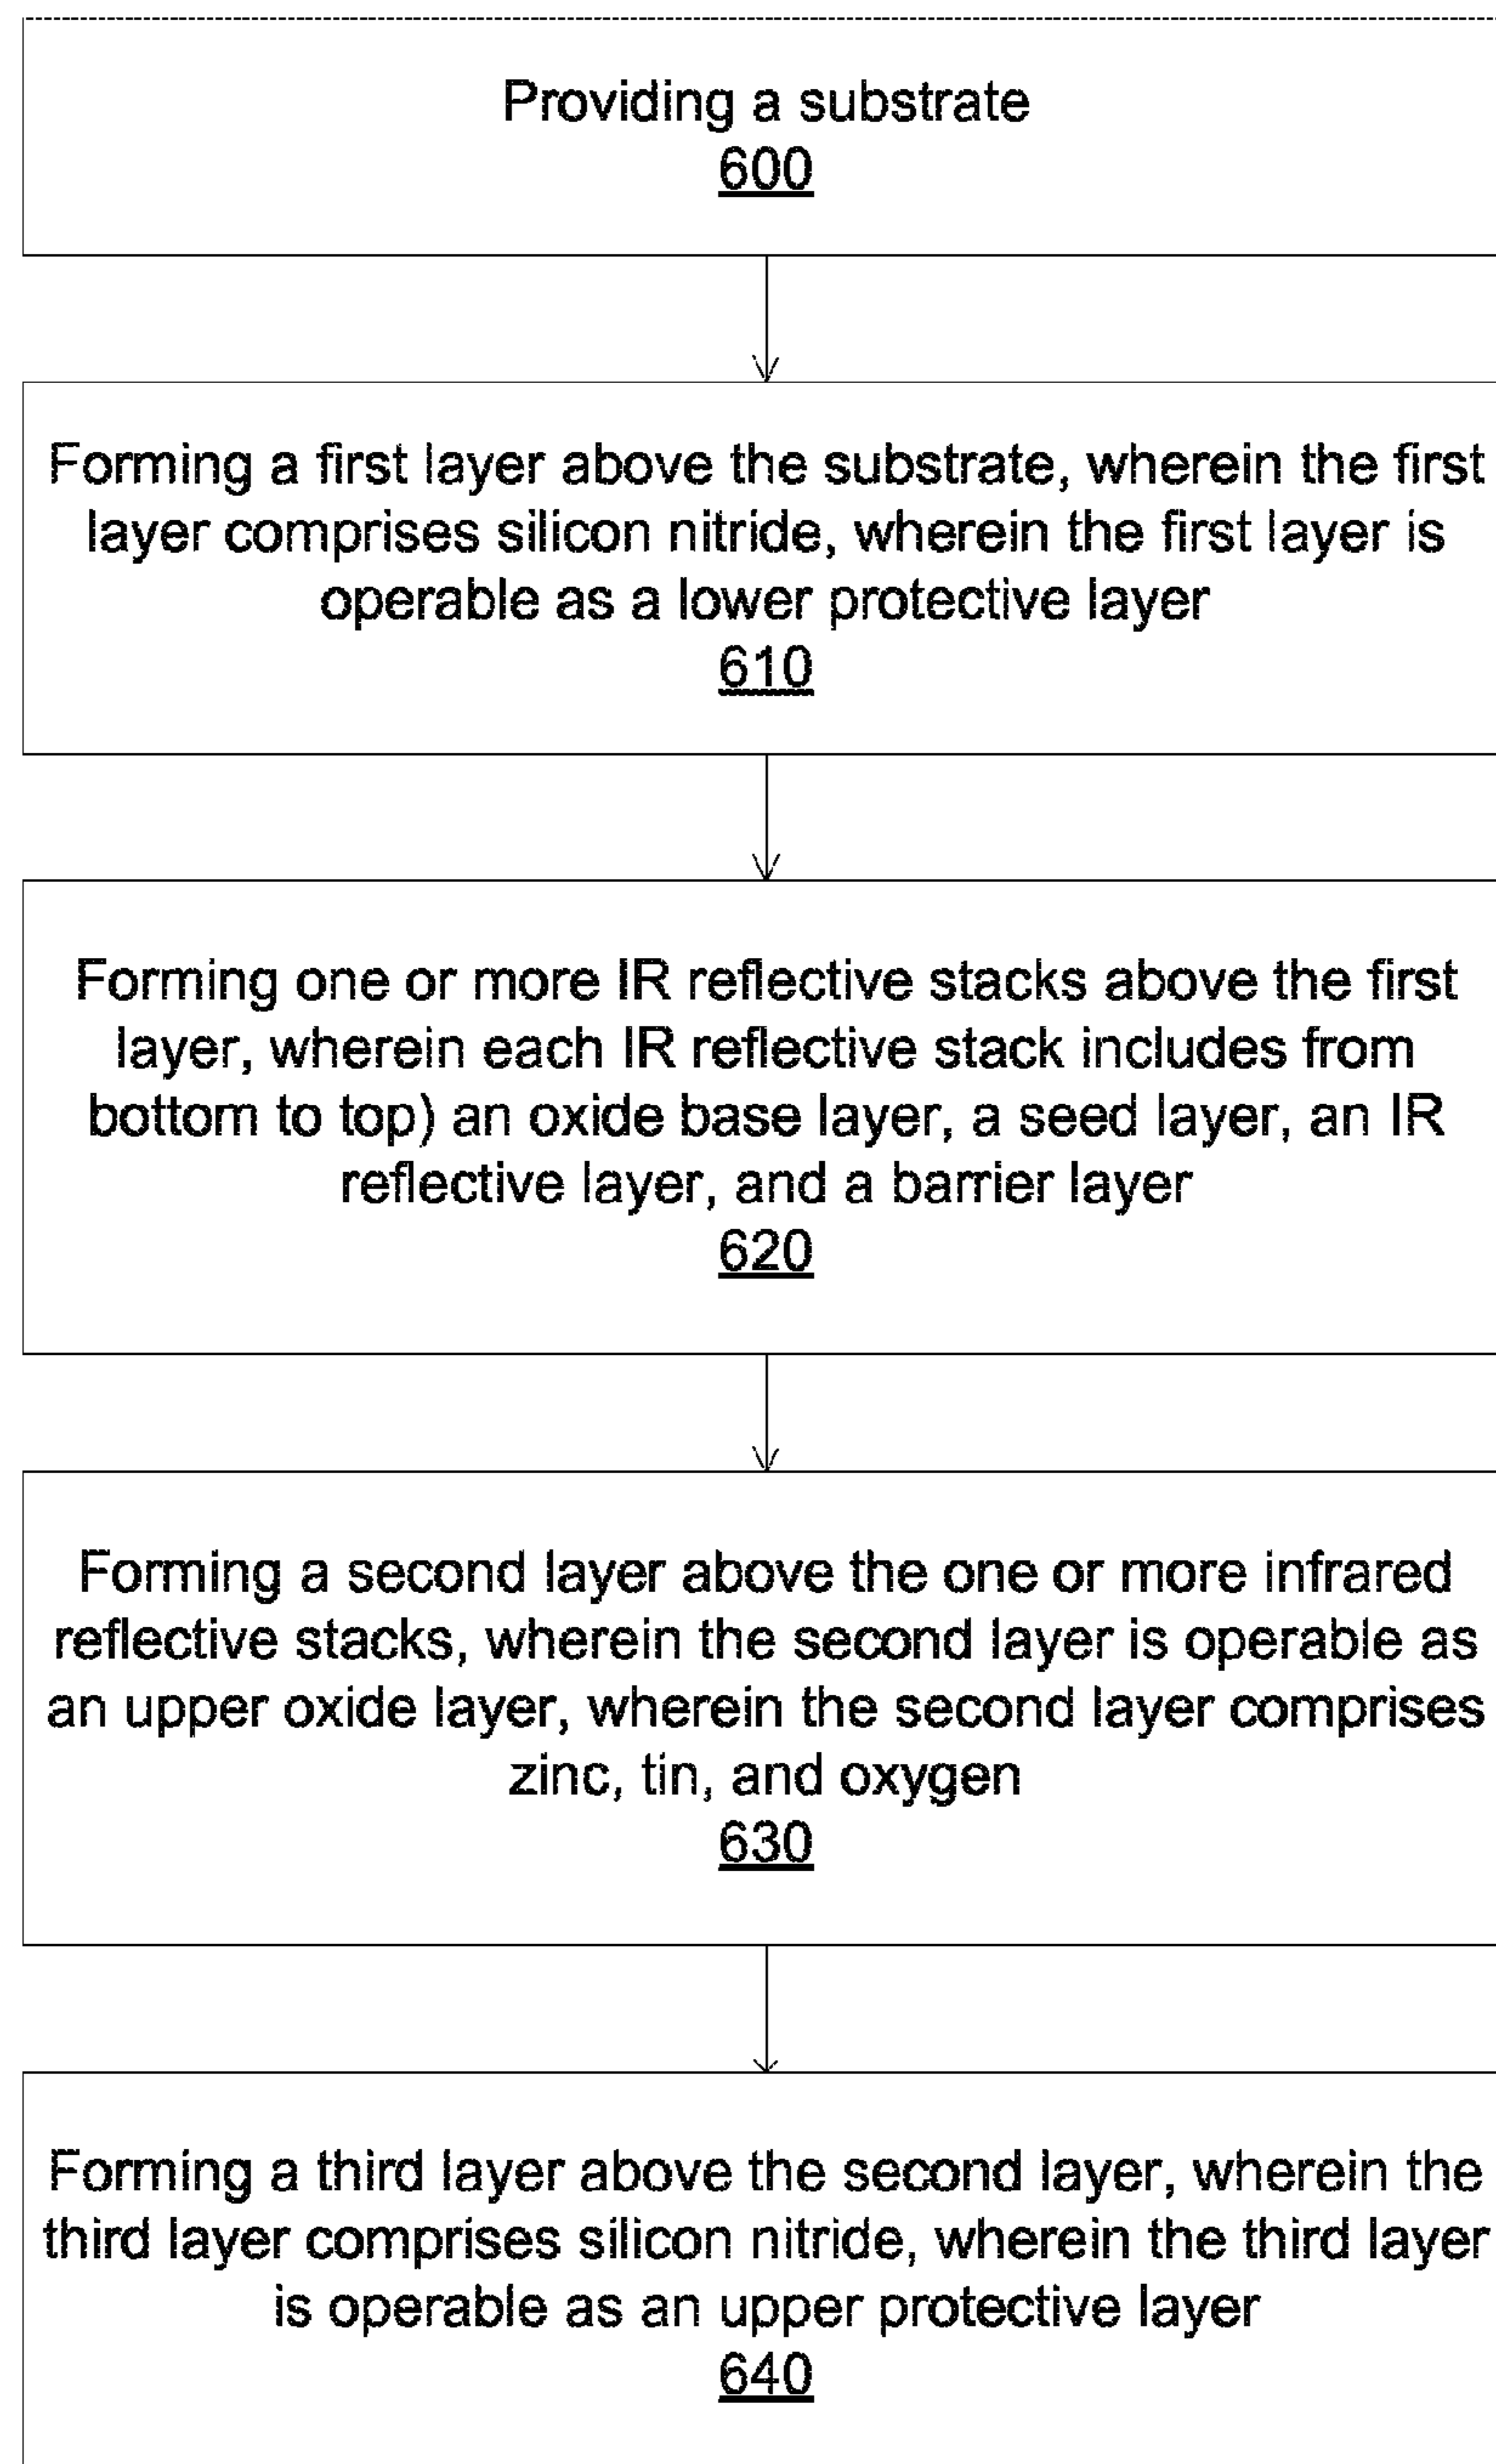 Providing a substrate
600
Forming a first layer above the substrate, wherein the first
layer comprises silicon nitride, wherein the first layer is
operable as a lower protective layer
610
Forming one or more IR reflective stacks above the first
layer, wherein each IR reflective stack includes from
bottom to top) an oxide base layer, a seed layer, an IR
reflective layer, and a barrier layer
620
Forming a second layer above the one or more infrared
reflective stacks, wherein the second layer is operable as
an upper oxide layer, wherein the second layer comprises
zinc, tin, and oxygen
630
Forming a third layer above the second layer, wherein the
third layer comprises silicon nitride, wherein the third layer
is operable as an upper protective layer
640